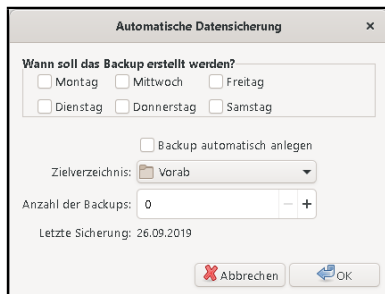 Automatische Datensicherung ×
Wann soll das Backup erstellt werden?
Montag Mittwoch Freitag
Dienstag Donnerstag Samstag
Backup automatisch anlegen
Zielverzeichnis: Vorab
Anzahl der Backups: 0 − +
Letzte Sicherung: 26.09.2019
Abbrechen OK